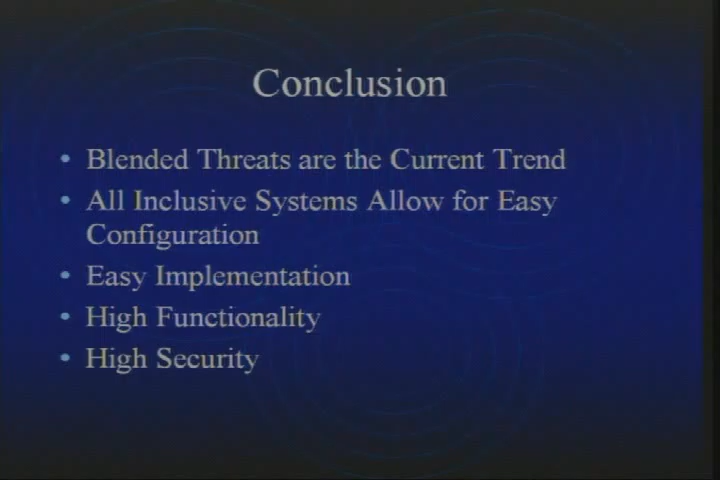 Conclusion
• Blended Threats are the Current Trend
• All Inclusive Systems Allow for Easy
Configuration
• Easy Implementation
• High Functionality
• High Security